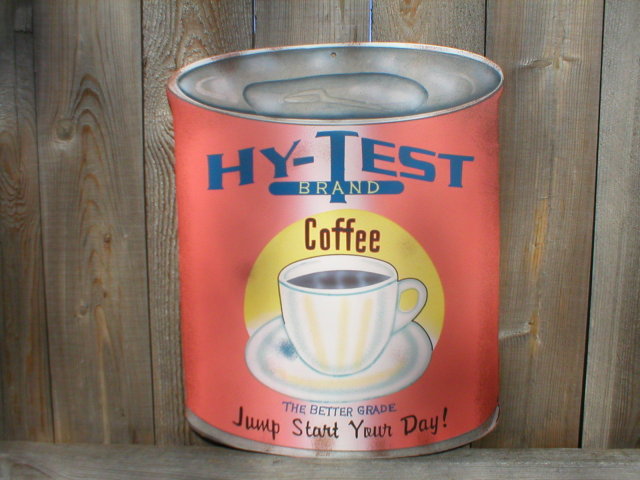 HY-TEST
BRAND
Coffee
THE BETTER GRADE
Jump Start Your Day!